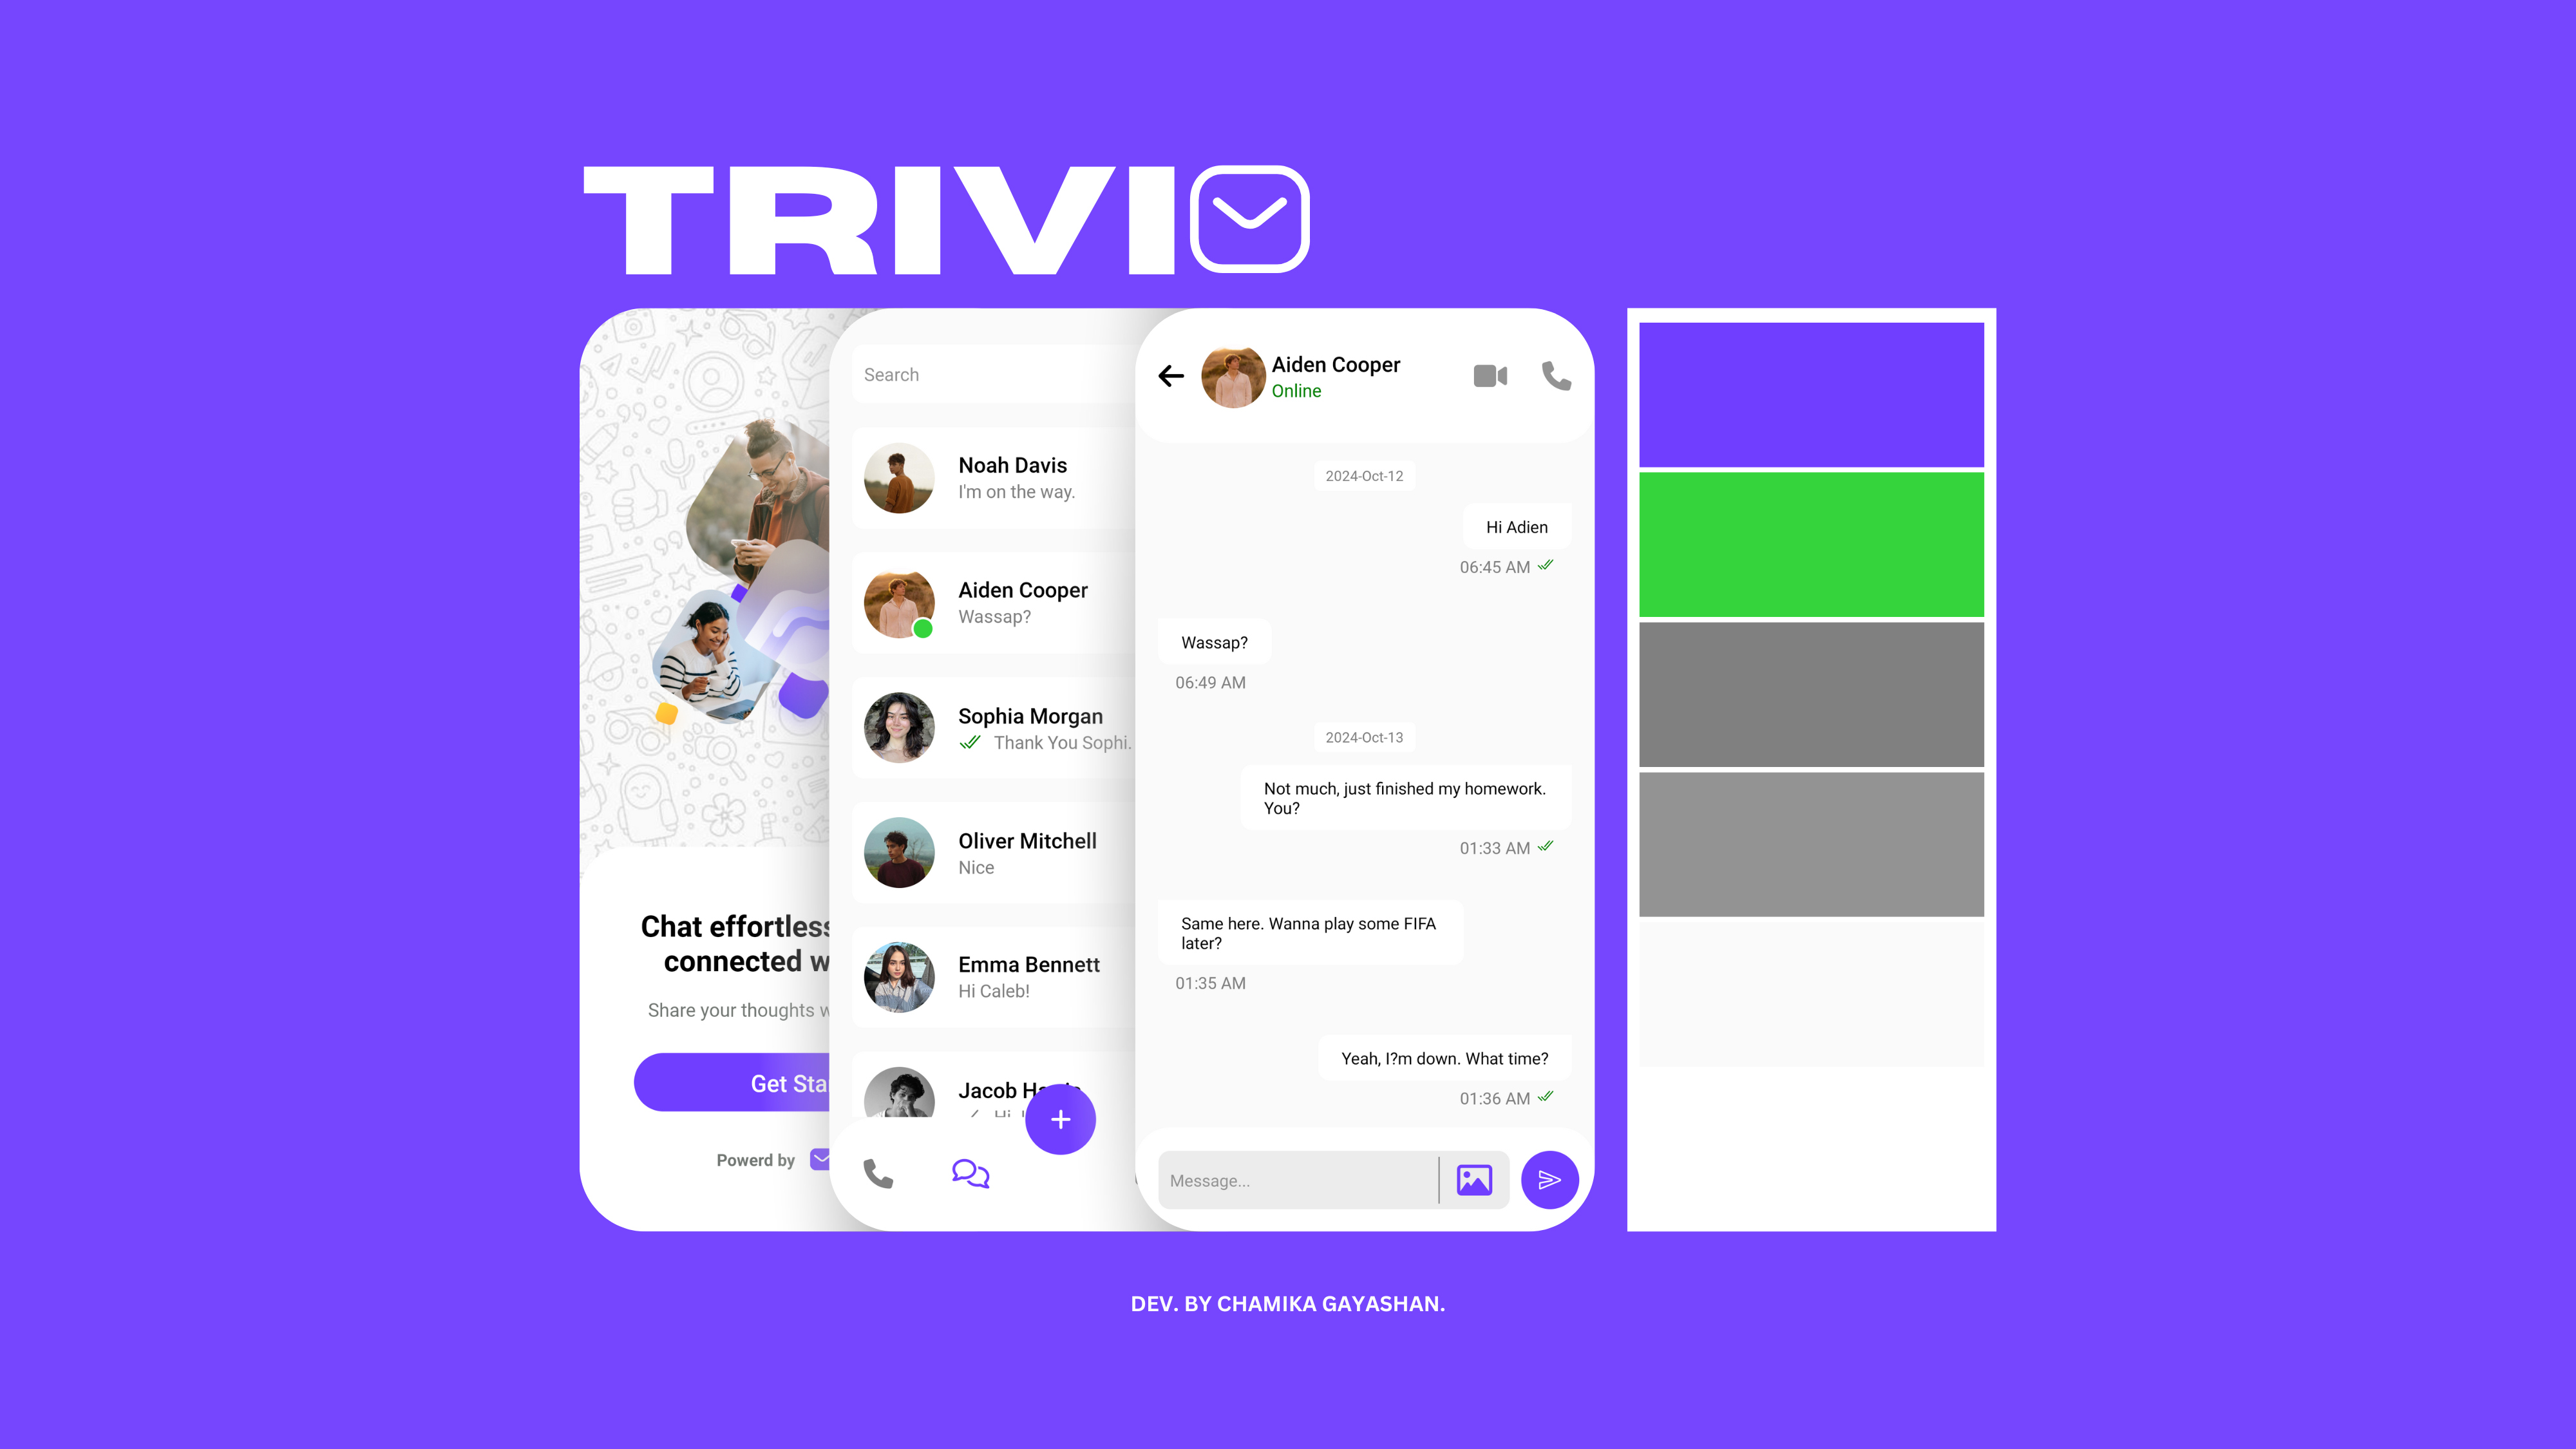 TRIVI
Chat effortless
connected w
Share your thoughts w
Get Sta
Powerd by
Search
Noah Davis
I'm on the way.
Aiden Cooper
Wassap?
Sophia Morgan
Thank You Sophi.
Oliver Mitchell
Nice
Emma Bennett
Hi Caleb!
Jacob
Hi
Aiden Cooper
Online
2024-Oct-12
Hi Adien
06:45 AM
Wassap?
06:49 AM
2024-Oct-13
Not much, just finished my homework.
You?
01:33 AM
Same here. Wanna play some FIFA
later?
01:35 AM
Yeah, I?m down. What time?
01:36 AM
Message...
DEV. BY CHAMIKA GAYASHAN.